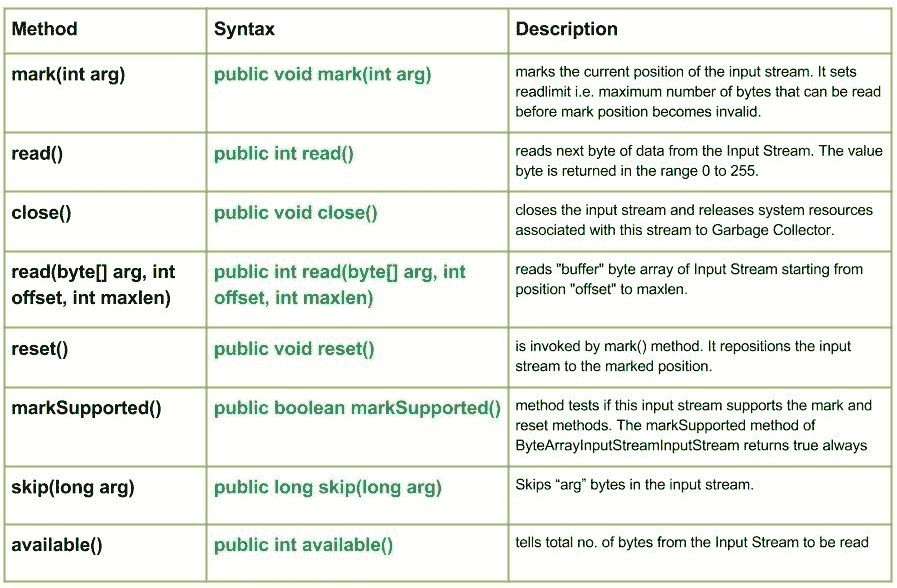 Method Syntax Description
mark(int arg) public void mark(int arg) marks the current position of the input stream. It sets
readlimit i.e. maximum number of bytes that can be read
before mark position becomes invalid.
read() public int read() reads next byte of data from the Input Stream. The value
byte is returned in the range 0 to 255.
close() public void close() closes the input stream and releases system resources
associated with this stream to Garbage Collector.
read(byte[] arg, int public int read(byte[] arg, int reads "buffer" byte array of Input Stream starting from
offset, int maxlen) offset, int maxlen) position "offset" to maxlen.
reset() public void reset() is invoked by mark() method. It repositions the input
stream to the marked position.
markSupported() public boolean markSupported() method tests if this input stream supports the mark and
reset methods. The markSupported method of
ByteArrayInputStreamInputStream returns true always
skip(long arg) public long skip(long arg) Skips “arg” bytes in the input stream.
available() public int available() tells total no. of bytes from the Input Stream to be read